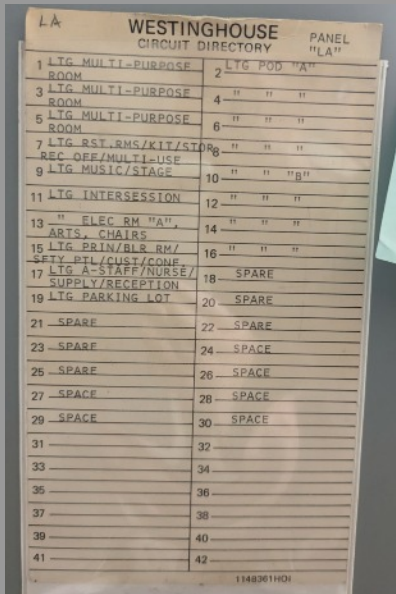 LA
WESTINGHOUSE
CIRCUIT DIRECTORY
PANEL
"LA"
1 LTG MULTI-PURPOSE
ROOM
2 LTG POD "A"
3 LTG MULTI-PURPOSE
ROOM
4 " " "
5 LTG MULTI-PURPOSE
ROOM
6 " " "
7 LTG RST.RMS/KIT/STOR
REC OFF/MULTI-USE
8 " " "
9 LTG MUSIC/STAGE
10 " " "B"
11 LTG INTERSESSION
12 " " "
13 " ELEC RM "A",
ARTS, CHAIRS
14 " " "
15 LTG PRIN/BLR RM/
SFTY PTL/CUST/CONF.
16 " " "
17 LTG A-STAFF/NURSE/
SUPPLY/RECEPTION
18 SPARE
19 LTG PARKING LOT
20 SPARE
21 SPARE
22 SPARE
23 SPARE
24 SPACE
25 SPARE
26 SPACE
27 SPACE
28 SPACE
29 SPACE
30 SPACE
31
32
33
34
35
36
37
38
39
40
41
42
1148361H01